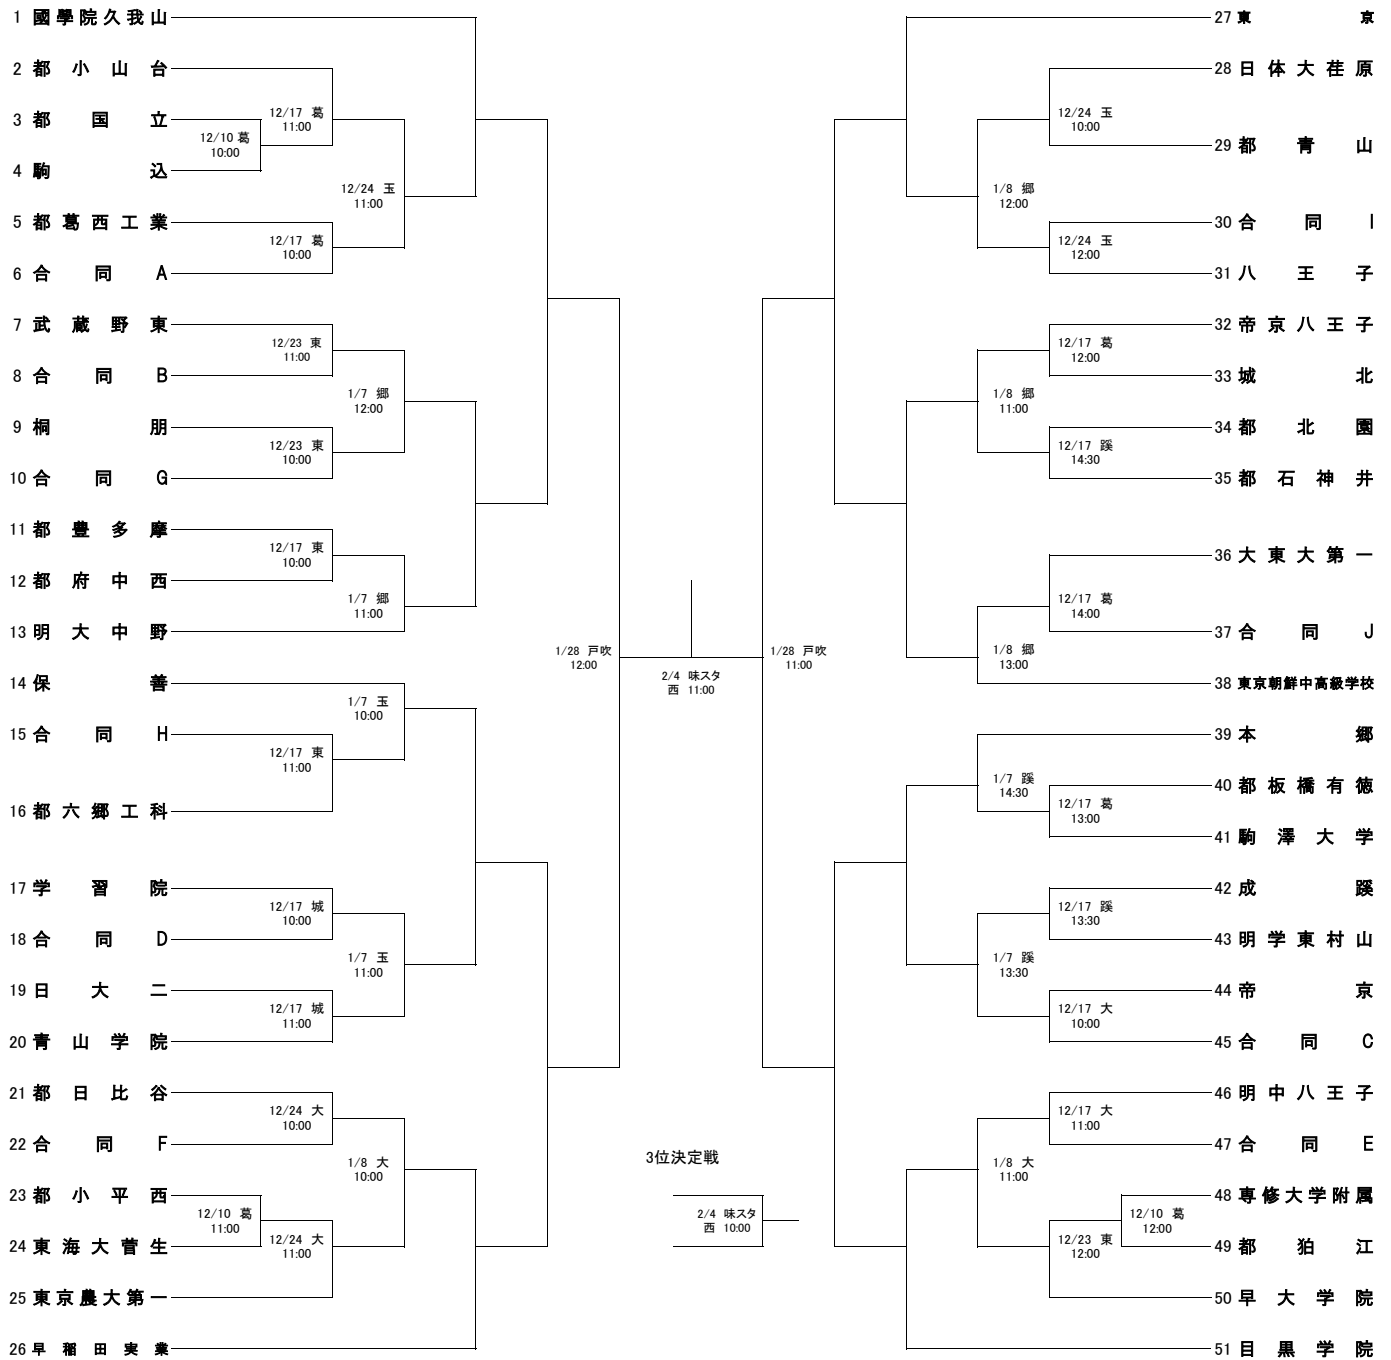 1 國學院久我山
2 都小山台
3 都国立
4 駒込
5 都葛西工業
6 合同A
7 武蔵野東
8 合同B
9 桐朋
10 合同G
11 都豊多摩
12 都府中西
13 明大中野
14 保善
15 合同H
16 都六郷工科
17 学習院
18 合同D
19 日大二
20 青山学院
21 都日比谷
22 合同F
23 都小平西
24 東海大菅生
25 東京農大第一
26 早稲田実業
12/10 葛
10:00
12/10 葛
11:00
12/17 葛
11:00
12/17 葛
10:00
12/23 東
11:00
12/23 東
10:00
12/17 東
10:00
12/17 東
11:00
12/17 城
10:00
12/17 城
11:00
12/24 大
10:00
12/24 大
11:00
12/24 玉
11:00
1/7 郷
12:00
1/7 郷
11:00
1/7 玉
10:00
1/7 玉
11:00
1/8 大
10:00
1/28 戸吹
12:00
2/4 味スタ
西 11:00
1/28 戸吹
11:00
3位決定戦
2/4 味スタ
西 10:00
1/8 郷
12:00
1/8 郷
11:00
1/8 郷
13:00
1/7 蹊
14:30
1/7 蹊
13:30
1/8 大
11:00
12/24 玉
10:00
12/24 玉
12:00
12/17 葛
12:00
12/17 蹊
14:30
12/17 葛
14:00
12/17 葛
13:00
12/17 蹊
13:30
12/17 大
10:00
12/17 大
11:00
12/23 東
12:00
12/10 葛
12:00
27 東京
28 日体大荏原
29 都青山
30 合同I
31 八王子
32 帝京八王子
33 城北
34 都北園
35 都石神井
36 大東大第一
37 合同J
38 東京朝鮮中高級学校
39 本郷
40 都板橋有徳
41 駒澤大学
42 成蹊
43 明学東村山
44 帝京
45 合同C
46 明中八王子
47 合同E
48 専修大学附属
49 都狛江
50 早大学院
51 目黒学院